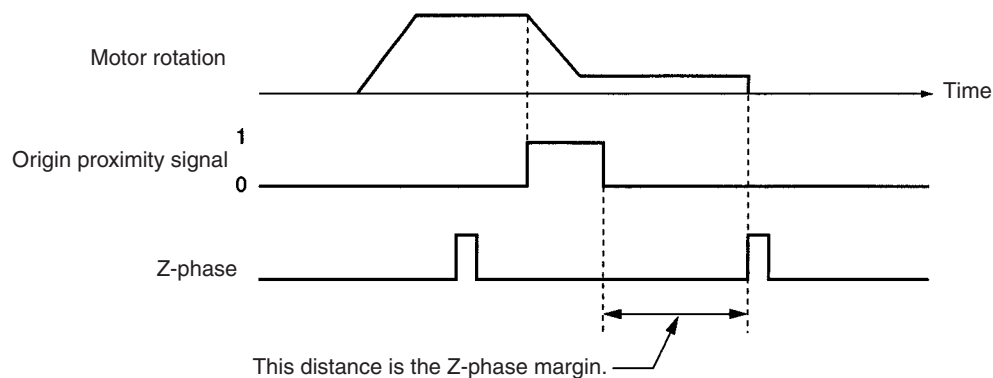 Motor rotation
Time
1
Origin proximity signal
0
Z-phase
This distance is the Z-phase margin.